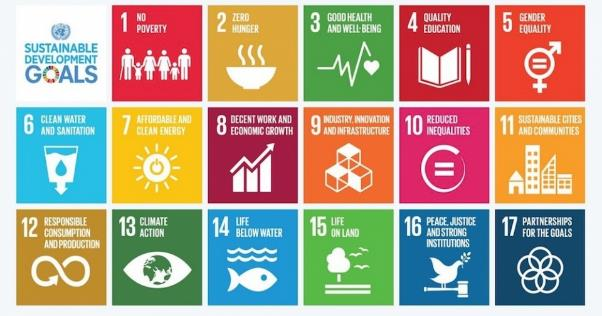 SUSTAINABLE
DEVELOPMENT
GOALS
1 NO
POVERTY
2 ZERO
HUNGER
3 GOOD HEALTH
AND WELL-BEING
4 QUALITY
EDUCATION
5 GENDER
EQUALITY
6 CLEAN WATER
AND SANITATION
7 AFFORDABLE AND
CLEAN ENERGY
8 DECENT WORK AND
ECONOMIC GROWTH
9 INDUSTRY, INNOVATION
AND INFRASTRUCTURE
10 REDUCED
INEQUALITIES
11 SUSTAINABLE CITIES
AND COMMUNITIES
12 RESPONSIBLE
CONSUMPTION
AND PRODUCTION
13 CLIMATE
ACTION
14 LIFE
BELOW WATER
15 LIFE
ON LAND
16 PEACE, JUSTICE
AND STRONG
INSTITUTIONS
17 PARTNERSHIPS
FOR THE GOALS